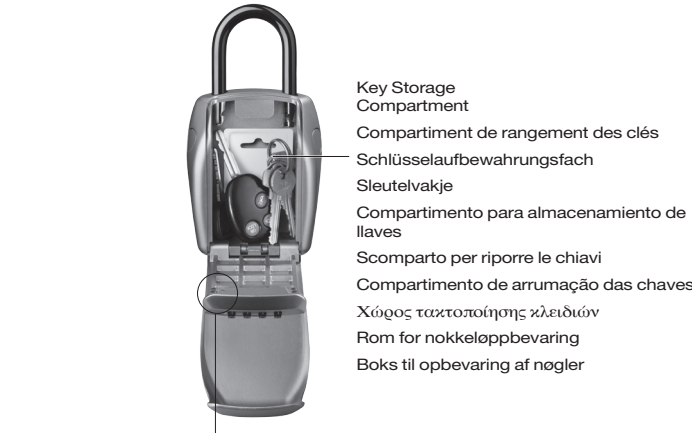 Key Storage
Compartment
Compartiment de rangement des clés
Schlüsselaufbewahrungsfach
Sleutelvakje
Compartimento para almacenamiento de
llaves
Scomparto per riporre le chiavi
Compartimento de arrumação das chaves
Χώρος τακτοποίησης κλειδιών
Rom for nokkeløppbevaring
Boks til opbevaring af nøgler